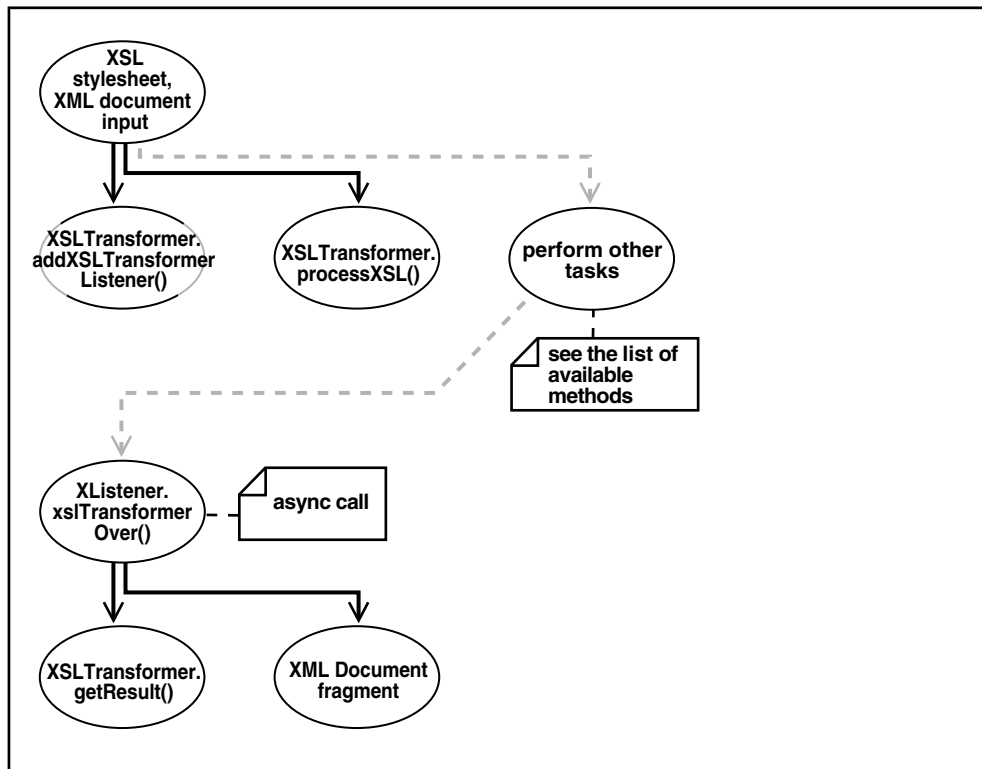 XSL
stylesheet,
XML document
input
XSLTransformer.
addXSLTransformer
Listener()
XSLTransformer.
processXSL()
perform other
tasks
see the list of
available
methods
XListener.
xslTransformer
Over()
async call
XSLTransformer.
getResult()
XML Document
fragment